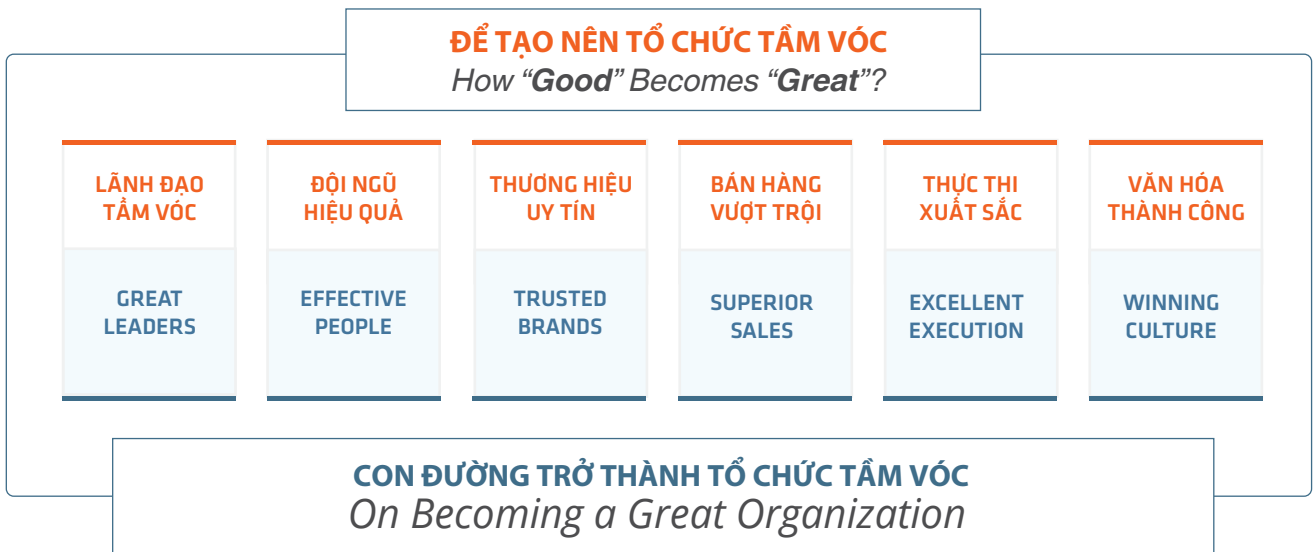 ĐỂ TẠO NÊN TỔ CHỨC TẦM VÓC
How “Good” Becomes “Great”?
LÃNH ĐẠO
TẦM VÓC
GREAT
LEADERS
ĐỘI NGŨ
HIỆU QUẢ
EFFECTIVE
PEOPLE
THƯƠNG HIỆU
UY TÍN
TRUSTED
BRANDS
BÁN HÀNG
VƯỢT TRỘI
SUPERIOR
SALES
THỰC THI
XUẤT SẮC
EXCELLENT
EXECUTION
VĂN HÓA
THÀNH CÔNG
WINNING
CULTURE
CON ĐƯỜNG TRỞ THÀNH TỔ CHỨC TẦM VÓC
On Becoming a Great Organization